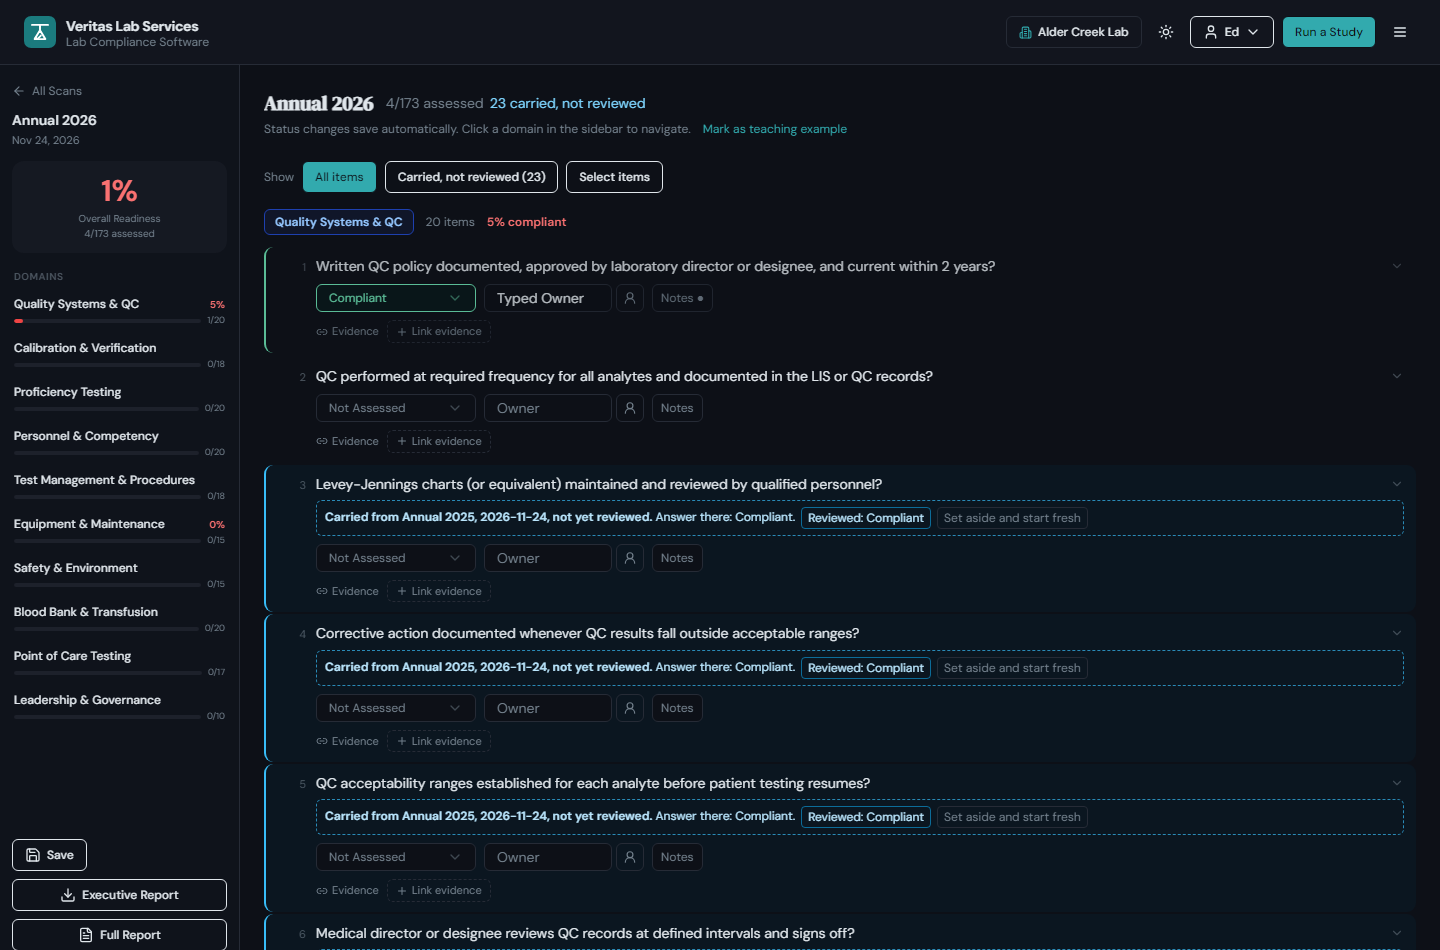 Veritas Lab Services
Lab Compliance Software
Alder Creek Lab
Ed
Run a Study
All Scans
Annual 2026
Nov 24, 2026
1%
Overall Readiness
4/173 assessed
DOMAINS
Quality Systems & QC 5%
1/20
Calibration & Verification
0/18
Proficiency Testing
0/20
Personnel & Competency
0/20
Test Management & Procedures
0/18
Equipment & Maintenance 0%
0/15
Safety & Environment
0/15
Blood Bank & Transfusion
0/20
Point of Care Testing
0/17
Leadership & Governance
0/10
Save
Executive Report
Full Report
Annual 2026 4/173 assessed 23 carried, not reviewed
Status changes save automatically. Click a domain in the sidebar to navigate. Mark as teaching example
Show All items Carried, not reviewed (23) Select items
Quality Systems & QC 20 items 5% compliant
1 Written QC policy documented, approved by laboratory director or designee, and current within 2 years?
Compliant Typed Owner Notes
Evidence + Link evidence
2 QC performed at required frequency for all analytes and documented in the LIS or QC records?
Not Assessed Owner Notes
Evidence + Link evidence
3 Levey-Jennings charts (or equivalent) maintained and reviewed by qualified personnel?
Carried from Annual 2025, 2026-11-24, not yet reviewed. Answer there: Compliant. Reviewed: Compliant Set aside and start fresh
Not Assessed Owner Notes
Evidence + Link evidence
4 Corrective action documented whenever QC results fall outside acceptable ranges?
Carried from Annual 2025, 2026-11-24, not yet reviewed. Answer there: Compliant. Reviewed: Compliant Set aside and start fresh
Not Assessed Owner Notes
Evidence + Link evidence
5 QC acceptability ranges established for each analyte before patient testing resumes?
Carried from Annual 2025, 2026-11-24, not yet reviewed. Answer there: Compliant. Reviewed: Compliant Set aside and start fresh
Not Assessed Owner Notes
Evidence + Link evidence
6 Medical director or designee reviews QC records at defined intervals and signs off?